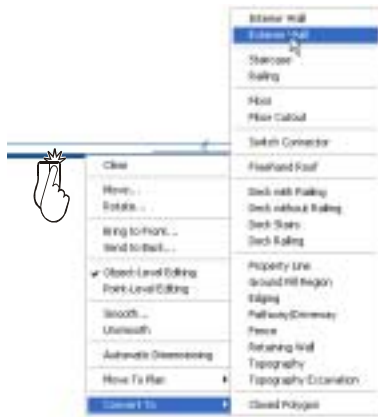 Clear
Move...
Rotate...
Bring to Front...
Send to Back...
Object-Level Editing
Point-Level Editing
Smooth...
Unsmooth
Automatic Dimensioning
Move To Plan
Convert To
Interior Wall
Exterior Wall
Staircase
Railing
Floor
Floor Cutout
Switch Connector
Freehand Roof
Deck with Railing
Deck without Railing
Deck Stairs
Deck Railing
Property Line
Ground Fill Region
Edging
Pathway/Driveway
Fence
Retaining Wall
Topography
Topography Excavation
Closed Polygon